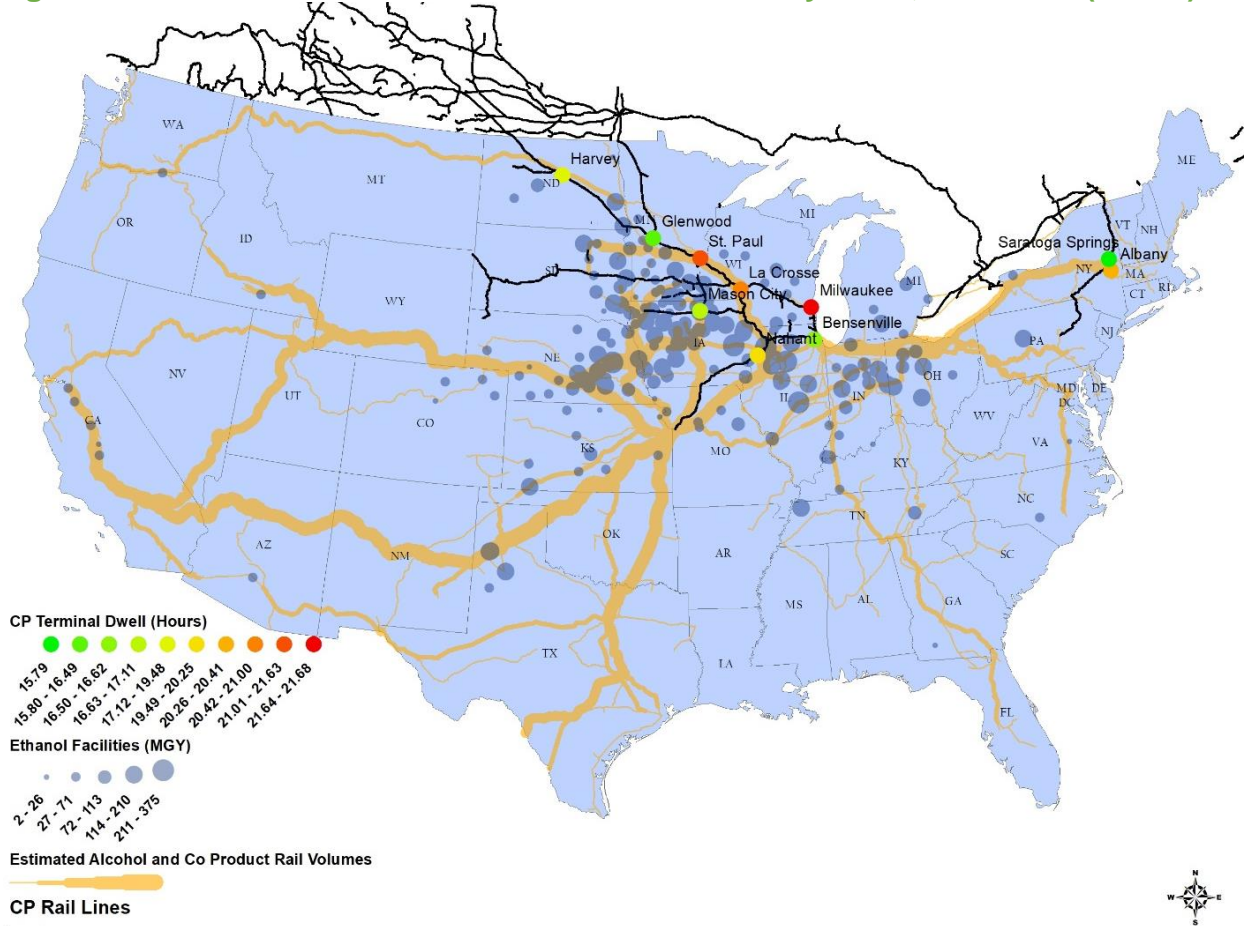 WA
MT
Harvey
ND
ME
OR
ID
MN
Glenwood
MI
VT
NH
St. Paul
WI
Saratoga Springs
Albany
SD
La Crosse
NY
MA
WY
Mason City
Milwaukee
MI
CT
RI
Bensenville
NE
IA
Nahant
PA
NJ
NV
UT
OH
MD
DE
DC
CA
CO
IL
IN
WV
VA
KS
MO
KY
NC
TN
AZ
NM
OK
AR
SC
MS
AL
GA
TX
LA
FL
CP Terminal Dwell (Hours)
15.79
15.80 - 16.49
16.50 - 16.62
16.63 - 17.11
17.12 - 19.48
19.49 - 20.25
20.26 - 20.41
20.42 - 21.00
21.01 - 21.63
21.64 - 21.68
Ethanol Facilities (MGY)
2 - 26
27 - 71
72 - 113
114 - 210
211 - 375
Estimated Alcohol and Co Product Rail Volumes
CP Rail Lines
N
W
E
S